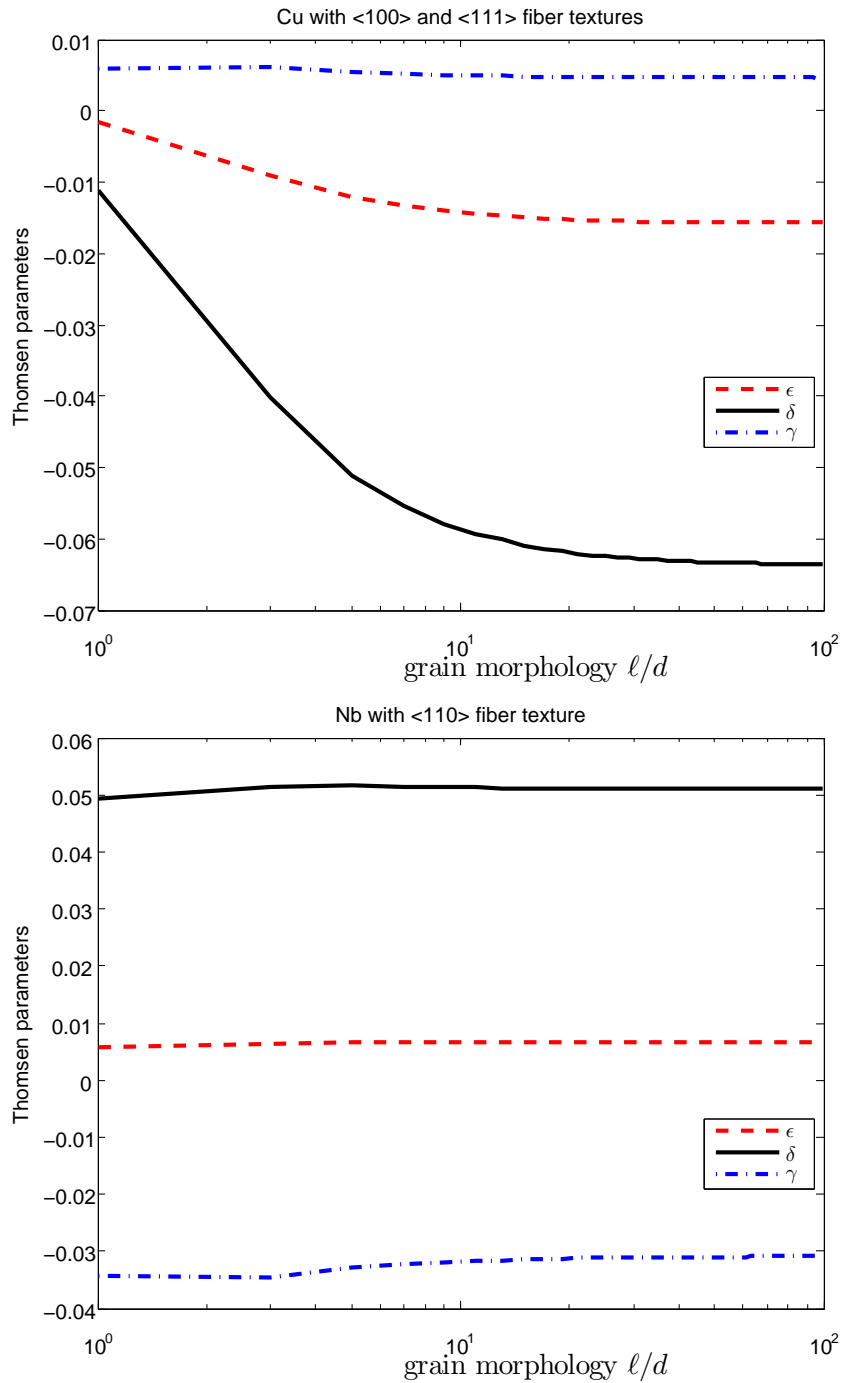 Cu with <100> and <111> fiber textures
Thomsen parameters
0.01
0
−0.01
−0.02
−0.03
−0.04
−0.05
−0.06
−0.07
ϵ
δ
γ
10^0
10^1
10^2
grain morphology ℓ/d
Nb with <110> fiber texture
Thomsen parameters
0.06
0.05
0.04
0.03
0.02
0.01
0
−0.01
−0.02
−0.03
−0.04
ϵ
δ
γ
10^0
10^1
10^2
grain morphology ℓ/d